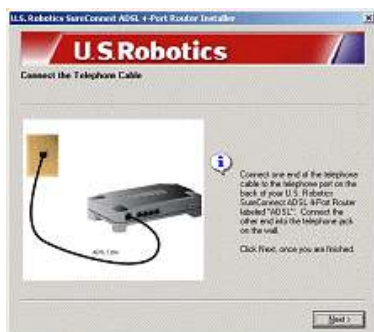 U.S. Robotics SureConnect ADSL 4-Port Router Installer
U.S.Robotics
Connect the Telephone Cable
Connect one end of the telephone
cable to the telephone port on the
back of your U.S. Robotics
SureConnect ADSL 4-Port Router
labeled "ADSL". Connect the
other end into the telephone jack
on the wall.
Click Next, once you are finished.
Next >